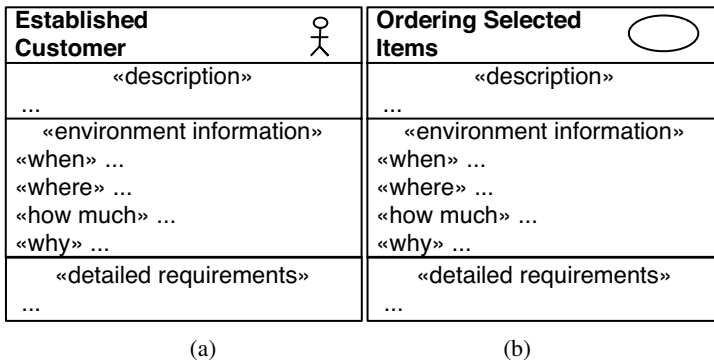 Established
Customer
«description»
...
«environment information»
«when» ...
«where» ...
«how much» ...
«why» ...
«detailed requirements»
...
(a)
Ordering Selected
Items
«description»
...
«environment information»
«when» ...
«where» ...
«how much» ...
«why» ...
«detailed requirements»
...
(b)